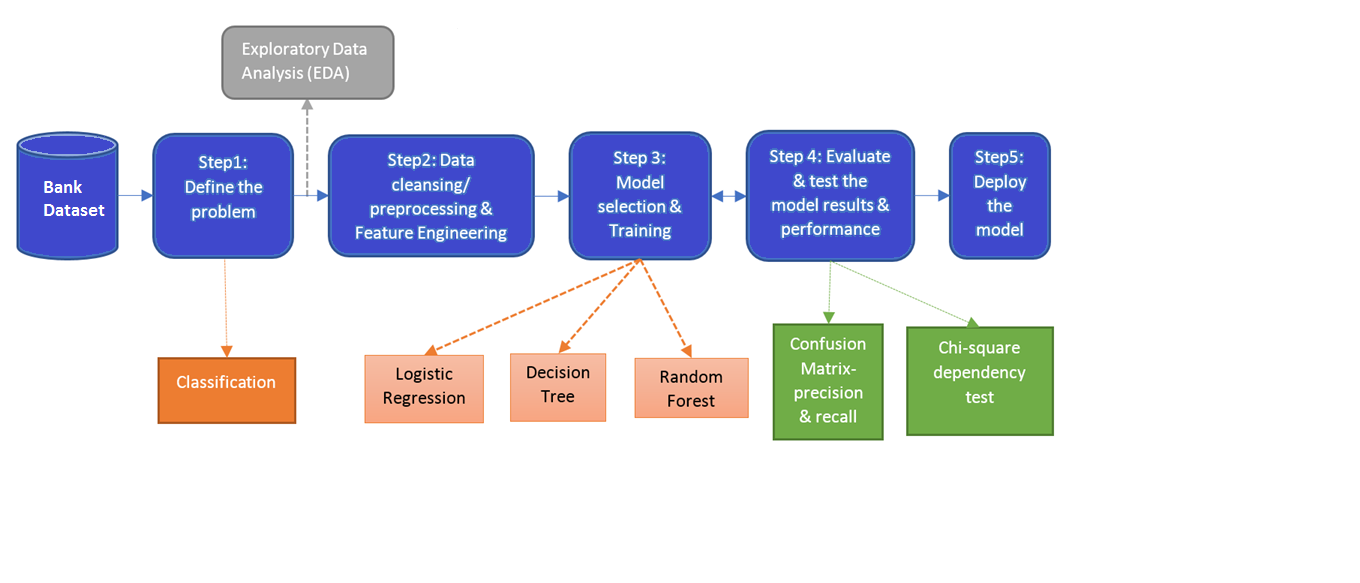 Exploratory Data
Analysis (EDA)
Bank
Dataset
Step1:
Define the
problem
Step2: Data
cleansing/
preprocessing &
Feature Engineering
Step 3:
Model
selection &
Training
Step 4: Evaluate
& test the
model results &
performance
Step5:
Deploy
the
model
Classification
Logistic
Regression
Decision
Tree
Random
Forest
Confusion
Matrix-
precision
& recall
Chi-square
dependency
test